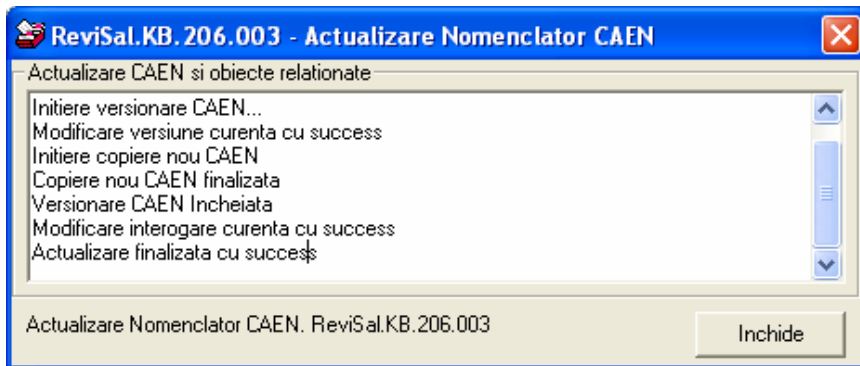 ReviSal.KB.206.003 - Actualizare Nomenclator CAEN
Actualizare CAEN si obiecte relationate
Initiere versionare CAEN...
Modificare versiune curenta cu success
Initiere copiere nou CAEN
Copiere nou CAEN finalizata
Versionare CAEN Incheiata
Modificare interogare curenta cu success
Actualizare finalizata cu success
Actualizare Nomenclator CAEN. ReviSal.KB.206.003
Inchide